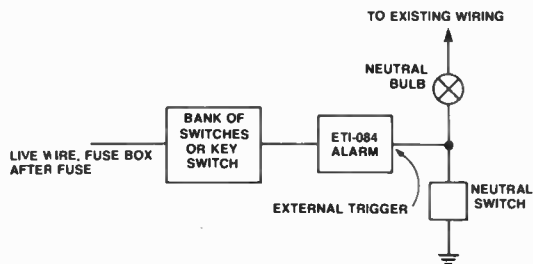 TO EXISTING WIRING
NEUTRAL
BULB
BANK OF
SWITCHES
OR KEY
SWITCH
ETI-084
ALARM
LIVE WIRE, FUSE BOX
AFTER FUSE
EXTERNAL TRIGGER
NEUTRAL
SWITCH